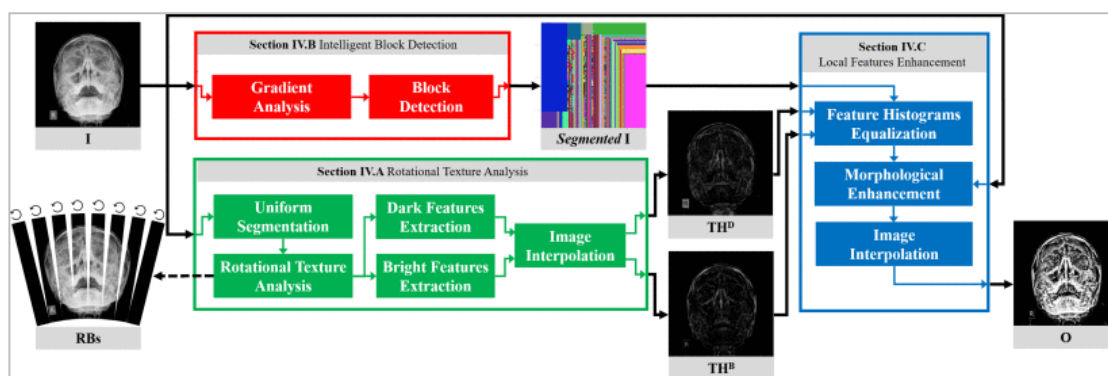 Section IV.B Intelligent Block Detection
Gradient
Analysis
Block
Detection
I
Segmented I
Section IV.C
Local Features Enhancement
Feature Histograms
Equalization
Morphological
Enhancement
Image
Interpolation
Section IV.A Rotational Texture Analysis
Uniform
Segmentation
Dark Features
Extraction
Rotational Texture
Analysis
Bright Features
Extraction
Image
Interpolation
THᴰ
THᴮ
RBs
O